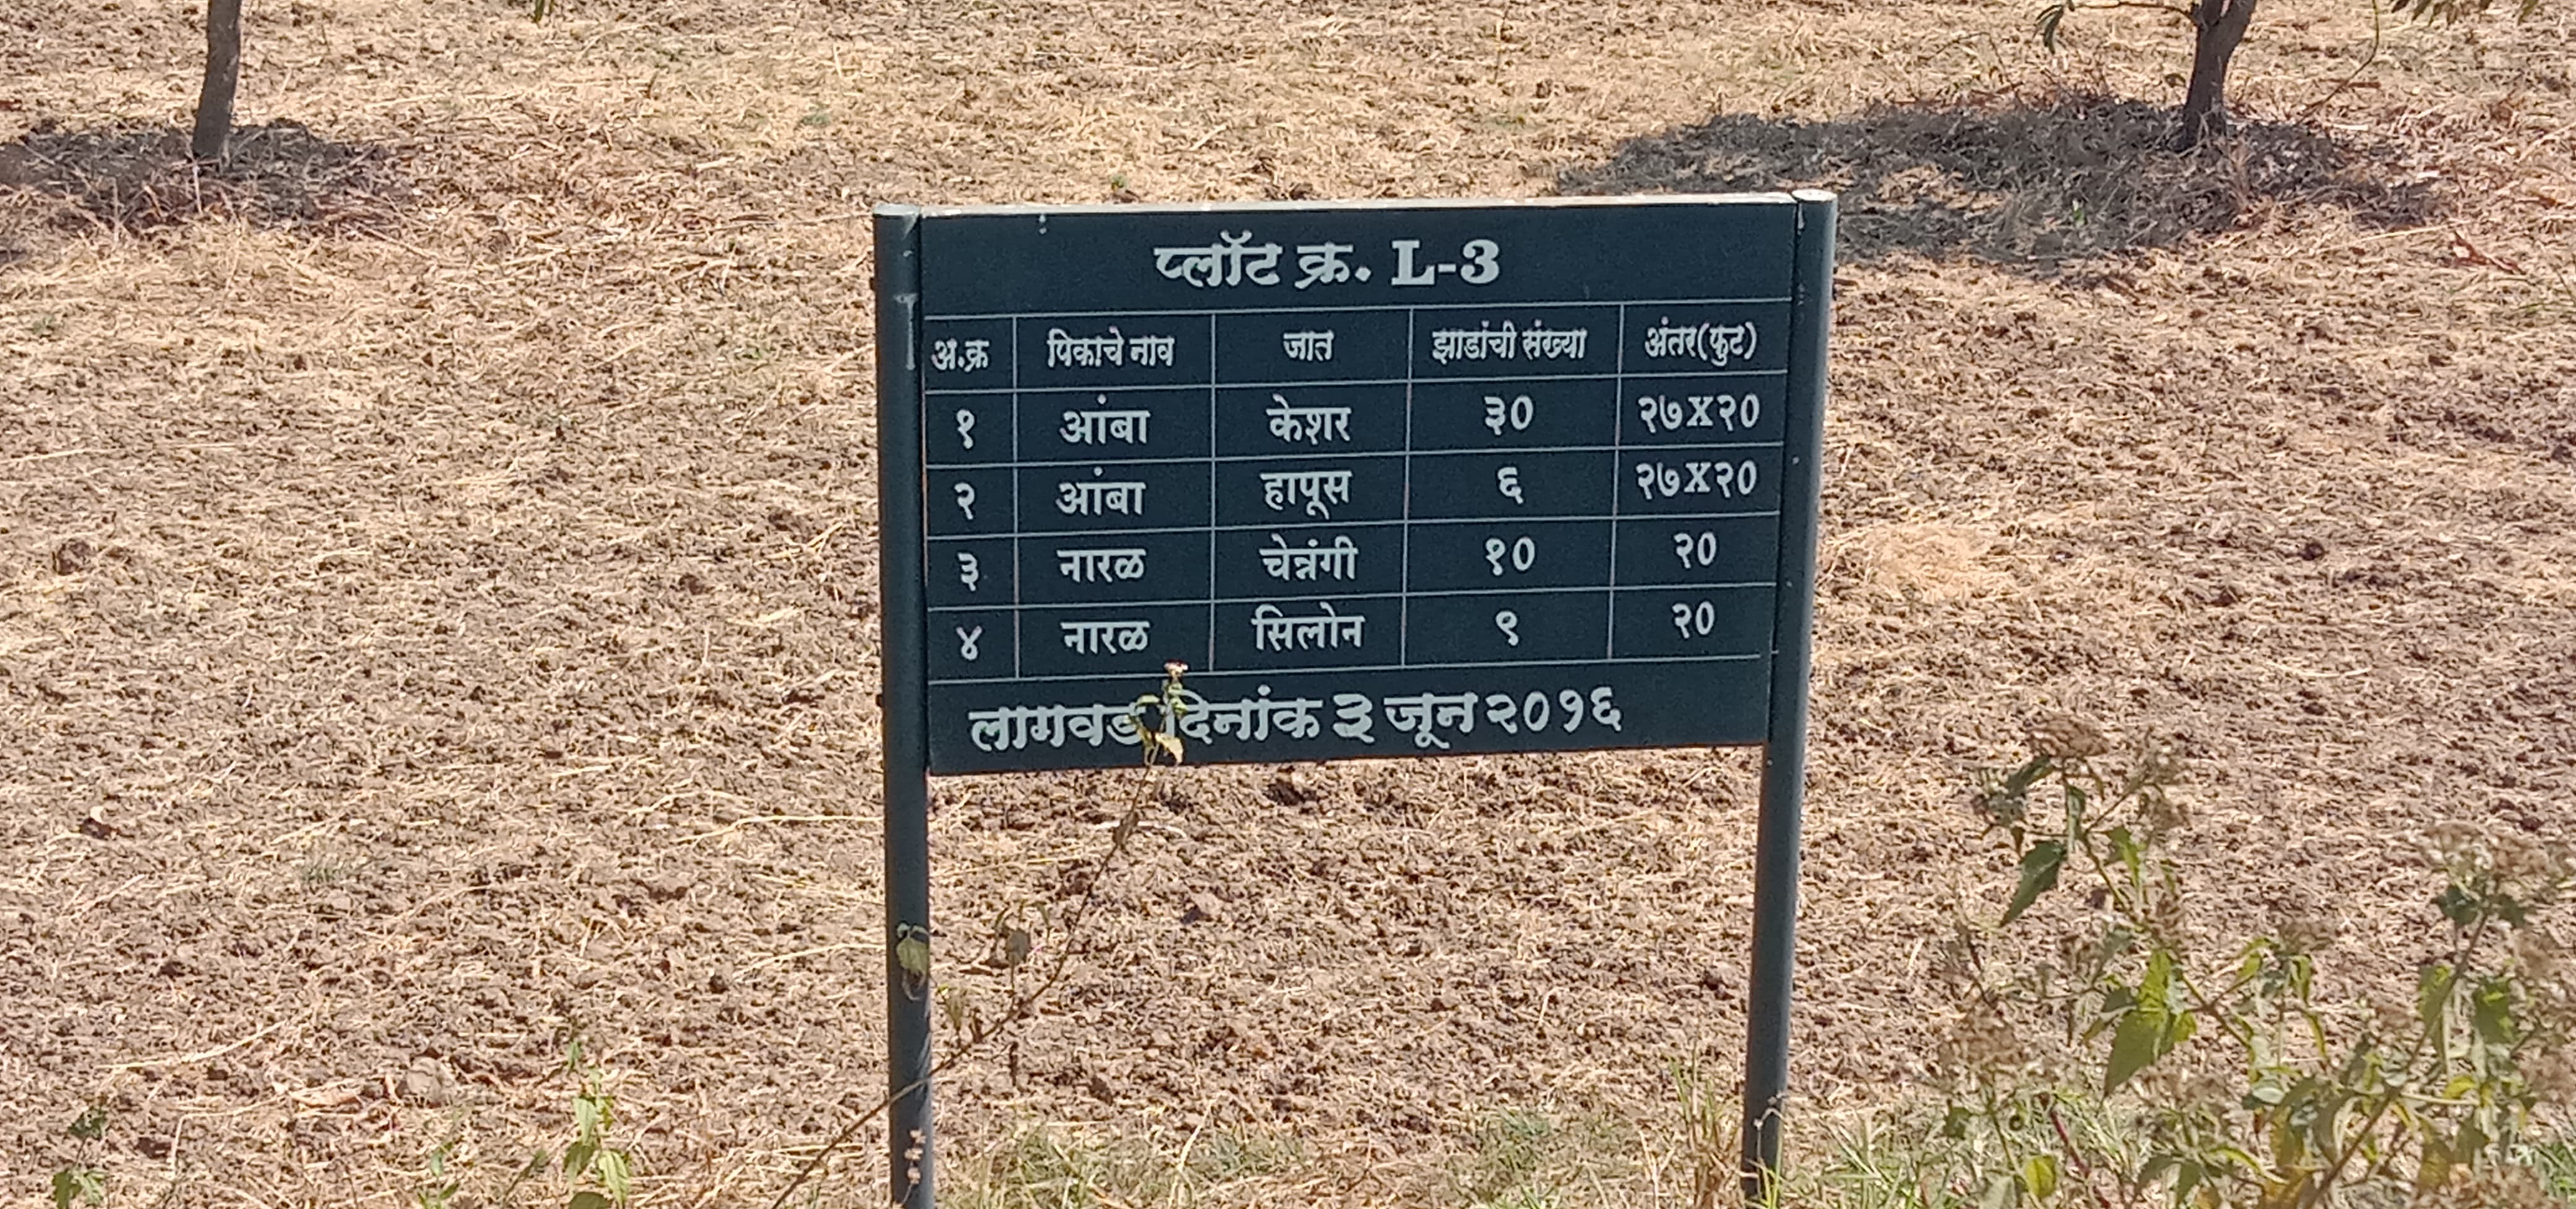 प्लॉट क्र. L-3
अ.क्र पिकाचे नाव जात झाडांची संख्या अंतर(फुट)
१ आंबा केशर ३० २७X२०
२ आंबा हापूस ६ २७X२०
३ नारळ चेन्नंगी १० २०
४ नारळ सिलोन ९ २०
लागवड दिनांक ३ जून २०१६